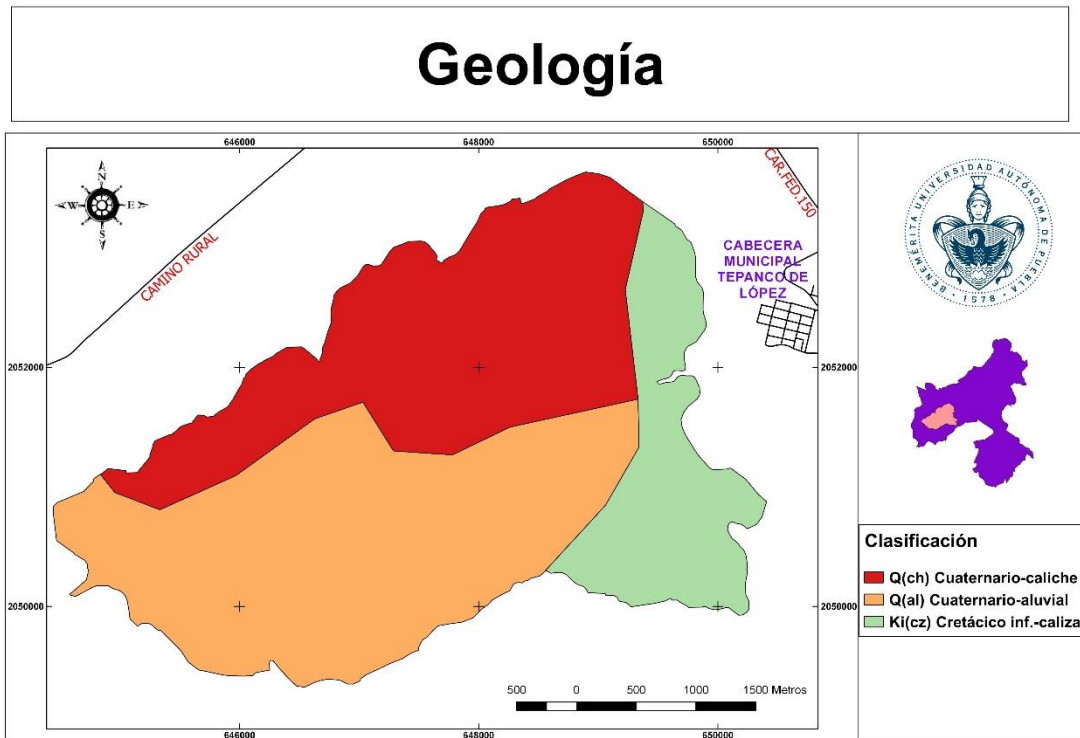 Geología
646000 648000 650000
N
W E
S
CAMINO RURAL
CAR.FED.150
CABECERA
MUNICIPAL
TEPANCO DE
LÓPEZ
2052000 2052000
2050000 2050000
500 0 500 1000 1500 Metros
646000 648000 650000
BENEMÉRITA UNIVERSIDAD AUTÓNOMA DE PUEBLA
• 1578 •
Clasificación
Q(ch) Cuaternario-caliche
Q(al) Cuaternario-aluvial
Ki(cz) Cretácico inf.-caliza